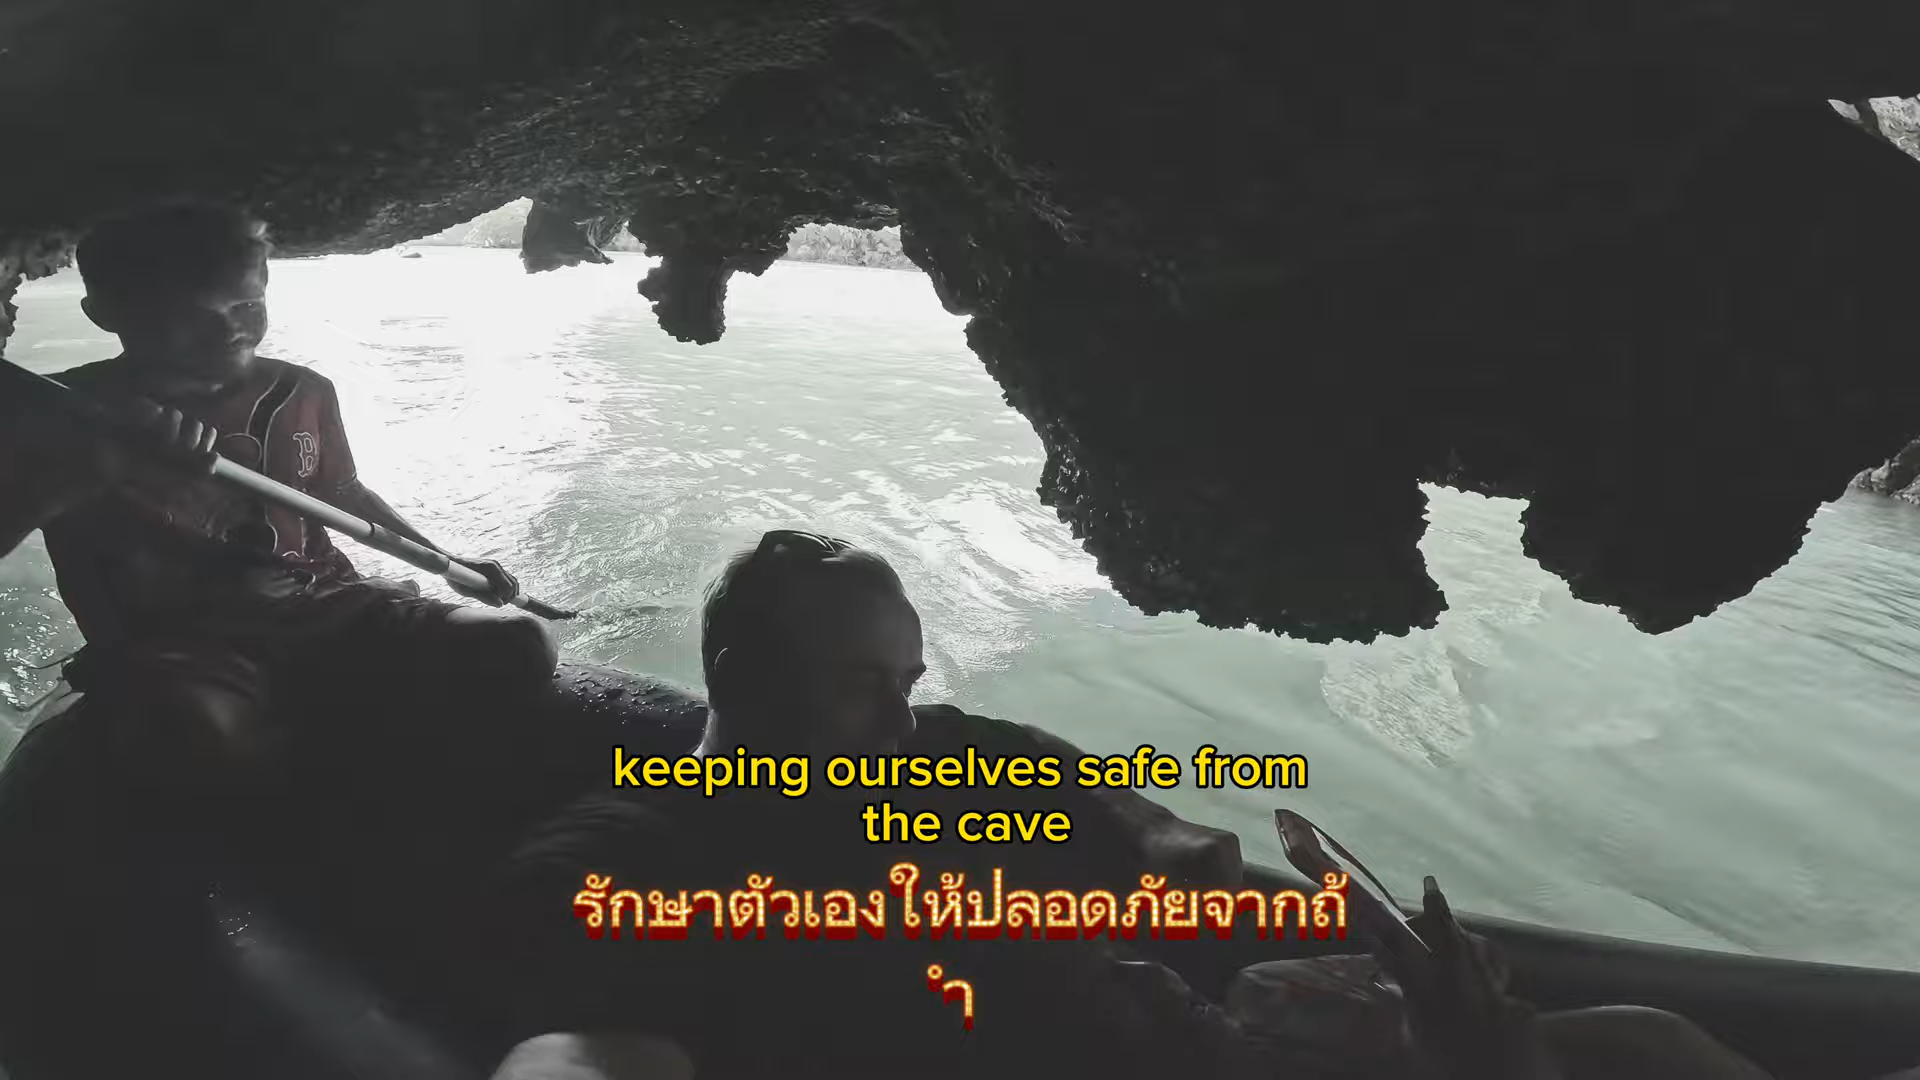 B
keeping ourselves safe from
the cave
รักษาตัวเองให้ปลอดภัยจากถ้
ำ